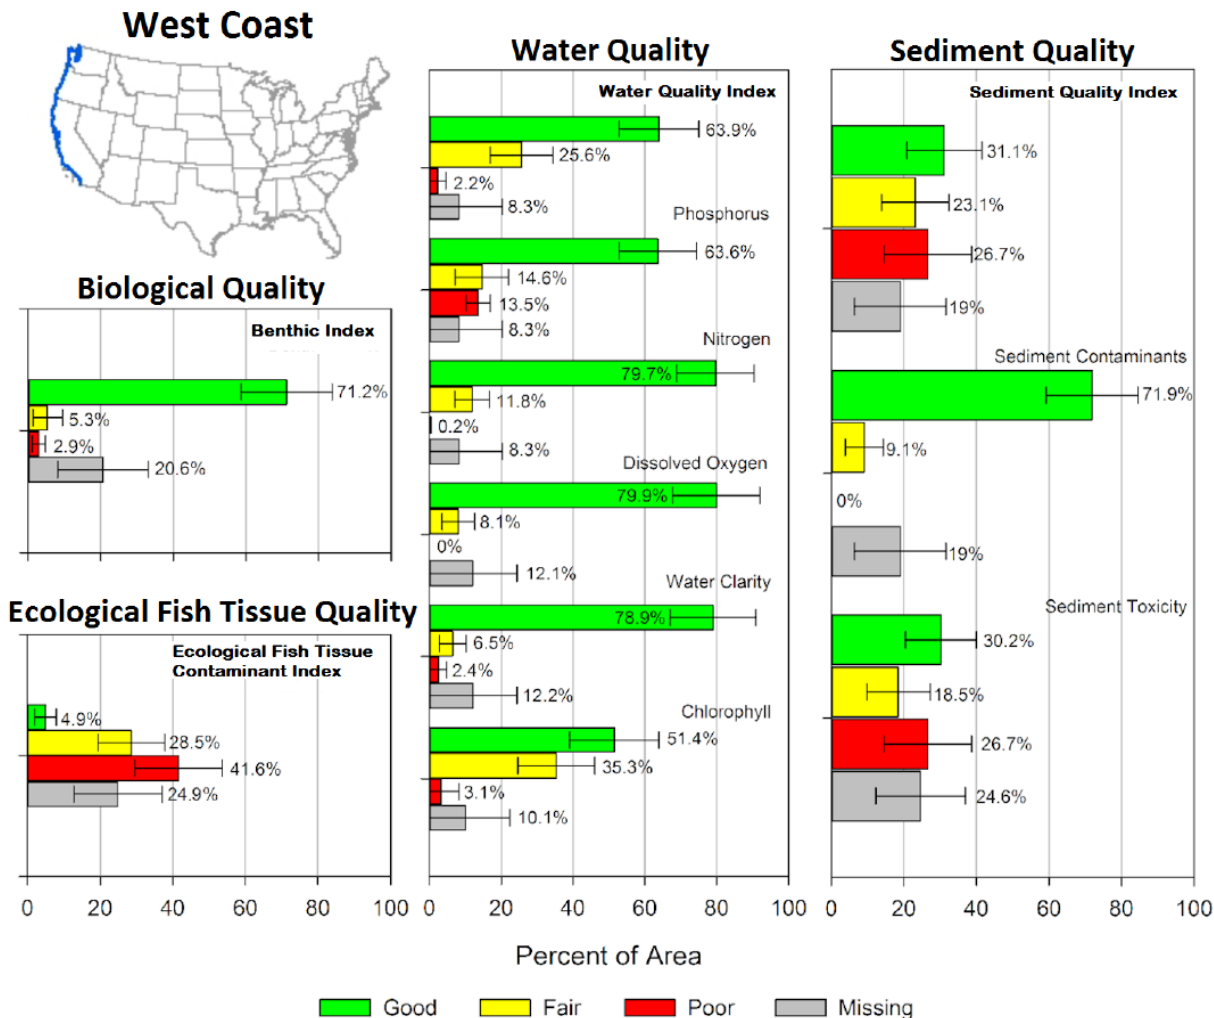 West Coast
Biological Quality
Benthic Index
71.2%
5.3%
2.9%
20.6%
Ecological Fish Tissue Quality
Ecological Fish Tissue
Contaminant Index
4.9%
28.5%
41.6%
24.9%
0 20 40 60 80 100
Water Quality
Water Quality Index
63.9%
25.6%
2.2%
8.3%
Phosphorus
63.6%
14.6%
13.5%
8.3%
Nitrogen
79.7%
11.8%
0.2%
8.3%
Dissolved Oxygen
79.9%
8.1%
0%
12.1%
Water Clarity
78.9%
6.5%
2.4%
12.2%
Chlorophyll
51.4%
35.3%
3.1%
10.1%
0 20 40 60 80 100
Sediment Quality
Sediment Quality Index
31.1%
23.1%
26.7%
19%
Sediment Contaminants
71.9%
9.1%
0%
19%
Sediment Toxicity
30.2%
18.5%
26.7%
24.6%
0 20 40 60 80 100
Percent of Area
Good Fair Poor Missing